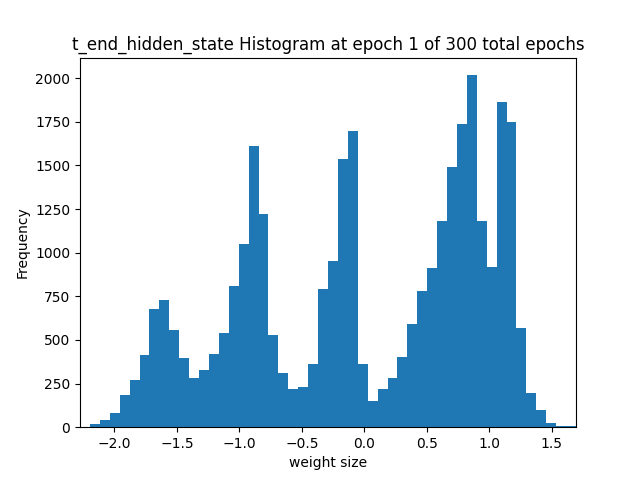 t_end_hidden_state Histogram at epoch 1 of 300 total epochs
Frequency
2000
1750
1500
1250
1000
750
500
250
0
−2.0 −1.5 −1.0 −0.5 0.0 0.5 1.0 1.5
weight size